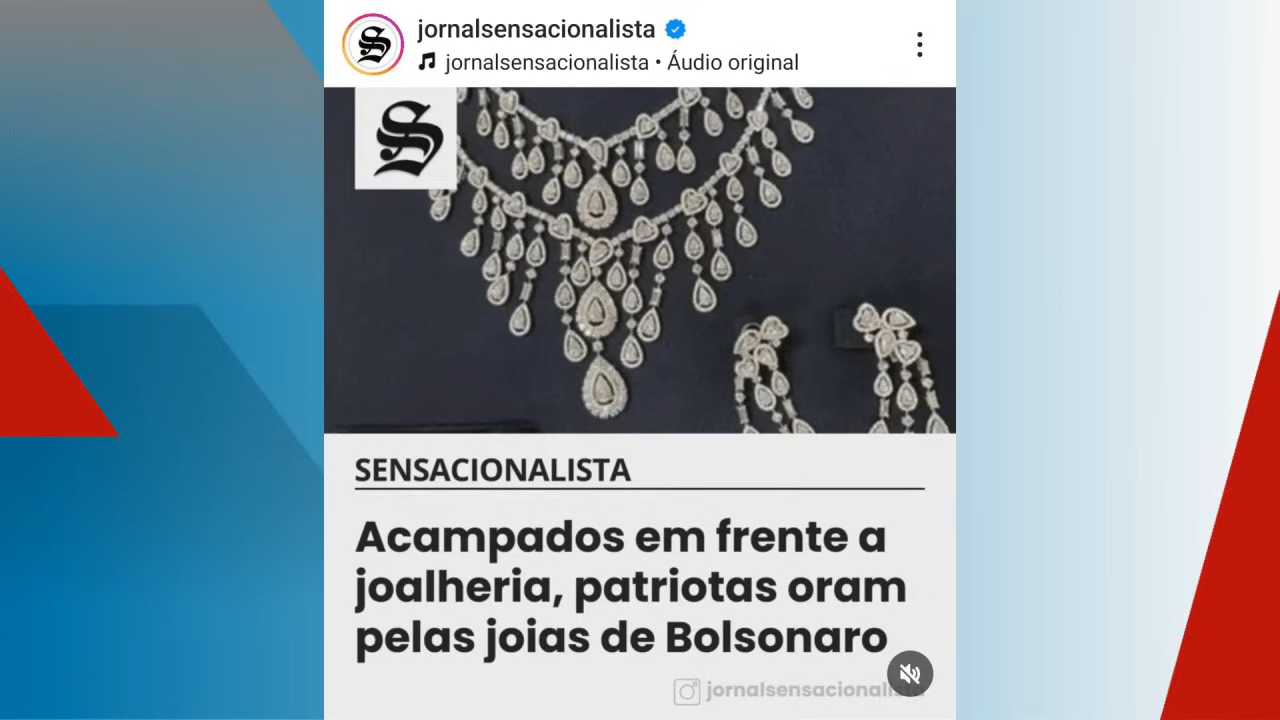 jornalsensacionalista
jornalsensacionalista • Áudio original
S
SENSACIONALISTA
Acampados em frente a
joalheria, patriotas oram
pelas joias de Bolsonaro
jornalsensacionalista